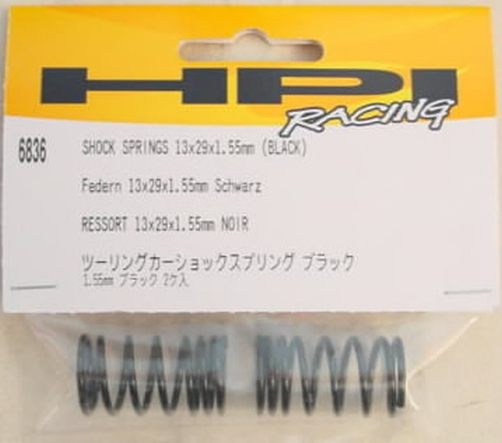 HPI
RACING
6836
SHOCK SPRINGS 13x29x1.55mm (BLACK)
Federn 13x29x1.55mm Schwarz
RESSORT 13x29x1.55mm NOIR
ツーリングカーショックスプリング ブラック
1.55mm ブラック 2ケ入